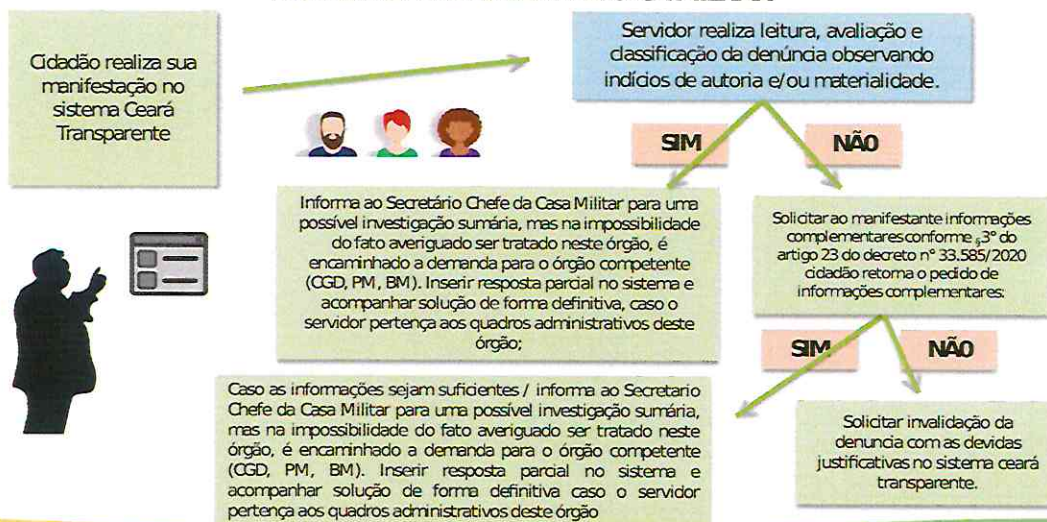 Cidadão realiza sua
manifestação no
sistema Ceará
Transparente
Servidor realiza leitura, avaliação e
classificação da denúncia observando
indícios de autoria e/ou materialidade.
SIM
NÃO
Informa ao Secretário Chefe da Casa Militar para uma
possível investigação sumária, mas na impossibilidade
do fato averiguado ser tratado neste órgão, é
encaminhado a demanda para o órgão competente
(CGD, PM, BM). Inserir resposta parcial no sistema e
acompanhar solução de forma definitiva, caso o
servidor pertença aos quadros administrativos deste
órgão;
Solicitar ao manifestante informações
complementares conforme §3° do
artigo 23 do decreto n° 33.585/2020
cidadão retorna o pedido de
informações complementares:
SIM
NÃO
Caso as informações sejam suficientes / informa ao Secretario
Chefe da Casa Militar para uma possível investigação sumária,
mas na impossibilidade do fato averiguado ser tratado neste
órgão, é encaminhado a demanda para o órgão competente
(CGD, PM, BM). Inserir resposta parcial no sistema e
acompanhar solução de forma definitiva caso o servidor
pertença aos quadros administrativos deste órgão
Solicitar invalidação da
denuncia com as devidas
justificativas no sistema ceará
transparente.